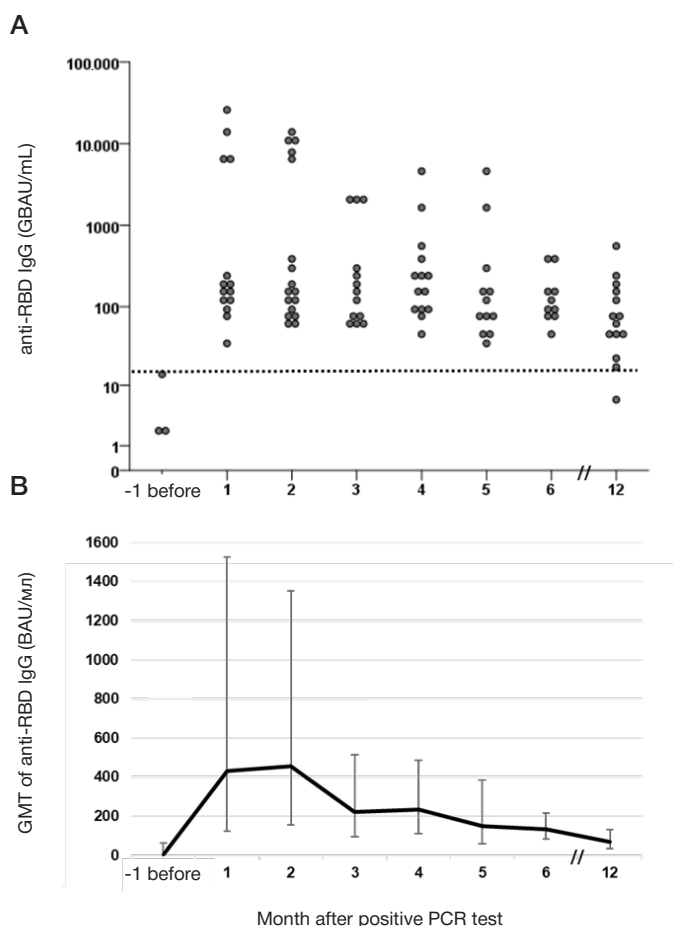 A
anti-RBD IgG (GBAU/mL)
100.000
10.000
1000
100
10
1
0
-1 before 1 2 3 4 5 6 // 12
B
GMT of anti-RBD IgG (BAU/мл)
1600
1400
1200
1000
800
600
400
200
0
-1 before 1 2 3 4 5 6 // 12
Month after positive PCR test